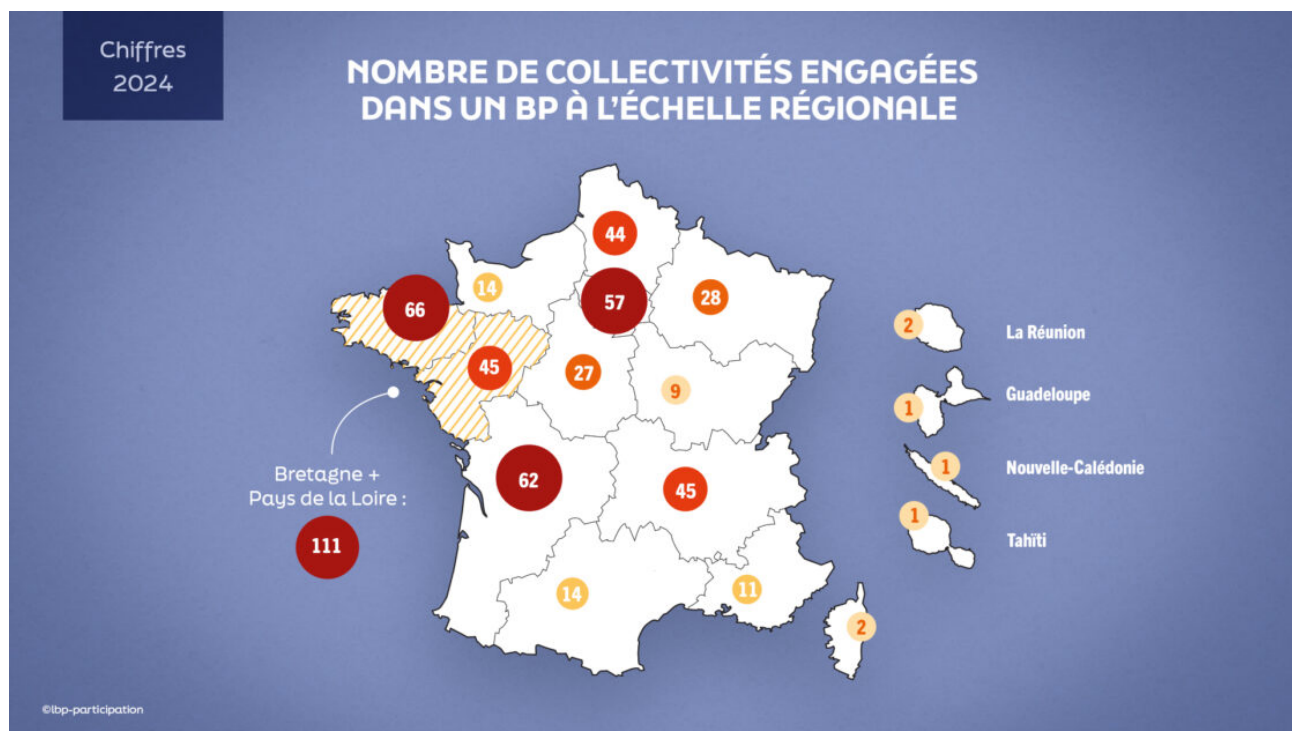 Chiffres
2024
NOMBRE DE COLLECTIVITÉS ENGAGÉES
DANS UN BP À L'ÉCHELLE RÉGIONALE
44
14
66
57
28
45
27
9
62
45
14
11
2
Bretagne +
Pays de la Loire :
111
2
La Réunion
1
Guadeloupe
1
Nouvelle-Calédonie
1
Tahïti
©lbp-participation